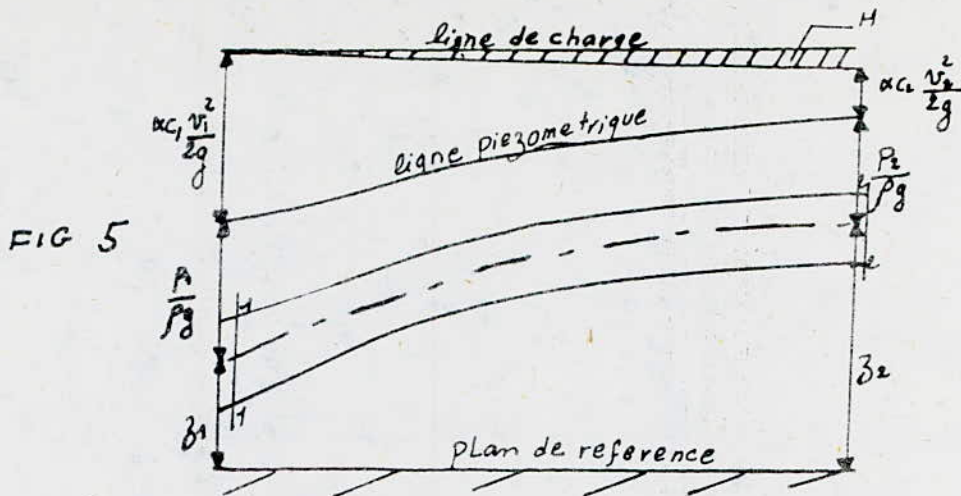 H
ligne de charge
αc₁ v₁²/2g
αc₂ v₂²/2g
ligne piezometrique
P₂/ρg
FIG 5
P₁/ρg
1
1
2
2
z₂
z₁
plan de reference